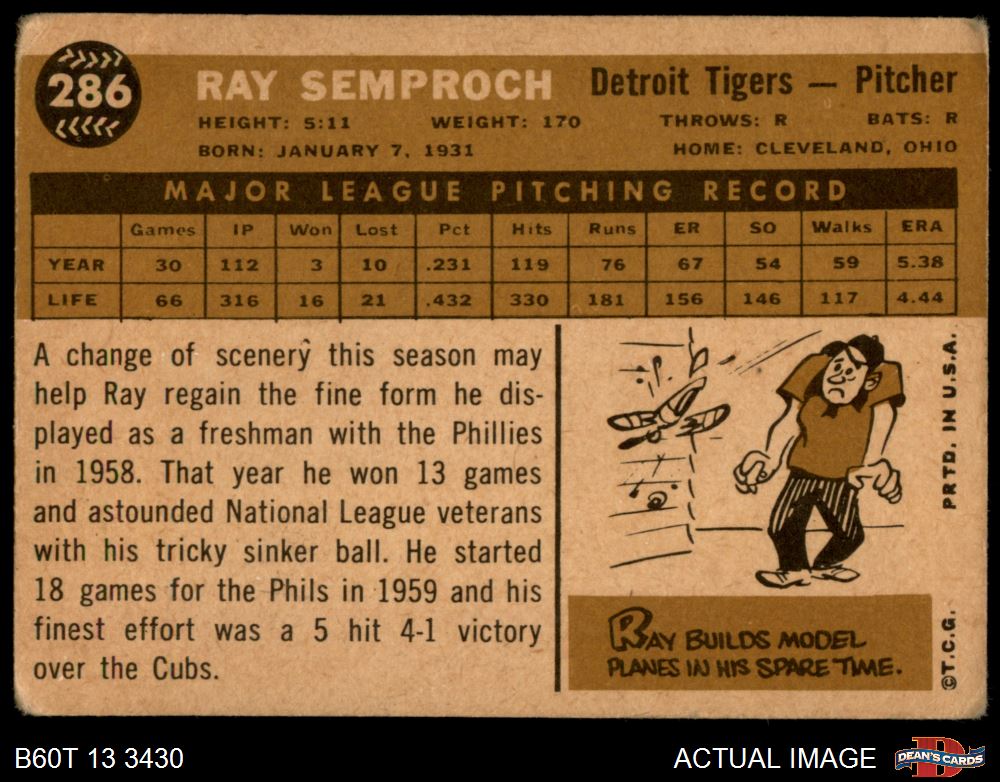 286
RAY SEMPROCH Detroit Tigers — Pitcher
HEIGHT: 5:11 WEIGHT: 170 THROWS: R BATS: R
BORN: JANUARY 7, 1931 HOME: CLEVELAND, OHIO
MAJOR LEAGUE PITCHING RECORD
Games IP Won Lost Pct Hits Runs ER SO Walks ERA
YEAR 30 112 3 10 .231 119 76 67 54 59 5.38
LIFE 66 316 16 21 .432 330 181 156 146 117 4.44
A change of scenery this season may
help Ray regain the fine form he dis-
played as a freshman with the Phillies
in 1958. That year he won 13 games
and astounded National League veterans
with his tricky sinker ball. He started
18 games for the Phils in 1959 and his
finest effort was a 5 hit 4-1 victory
over the Cubs.
RAY BUILDS MODEL
PLANES IN HIS SPARE TIME.
©T.C.G. PRTD. IN U.S.A.
B60T 13 3430 ACTUAL IMAGE
D
DEAN'S CARDS